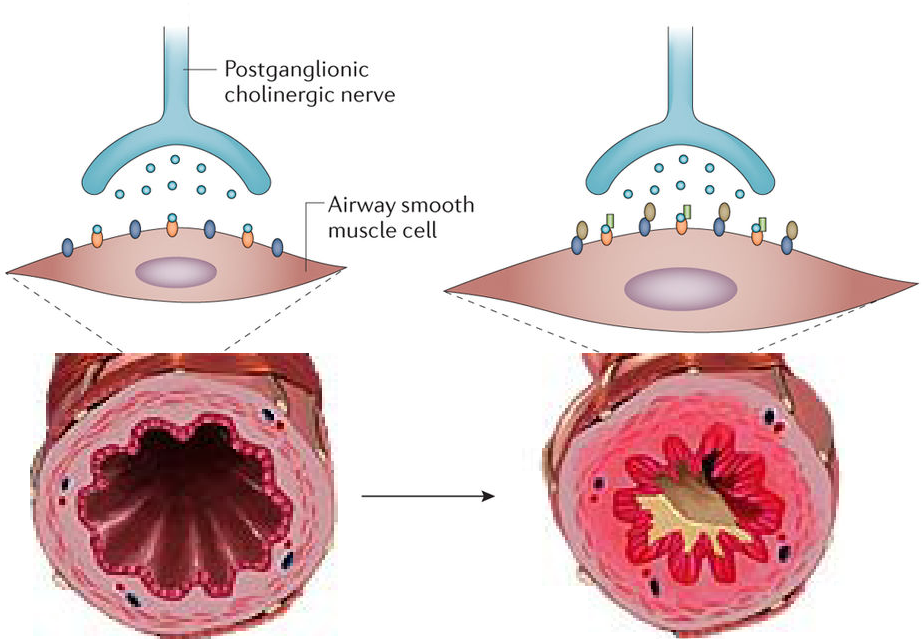 Postganglionic
cholinergic nerve
Airway smooth
muscle cell